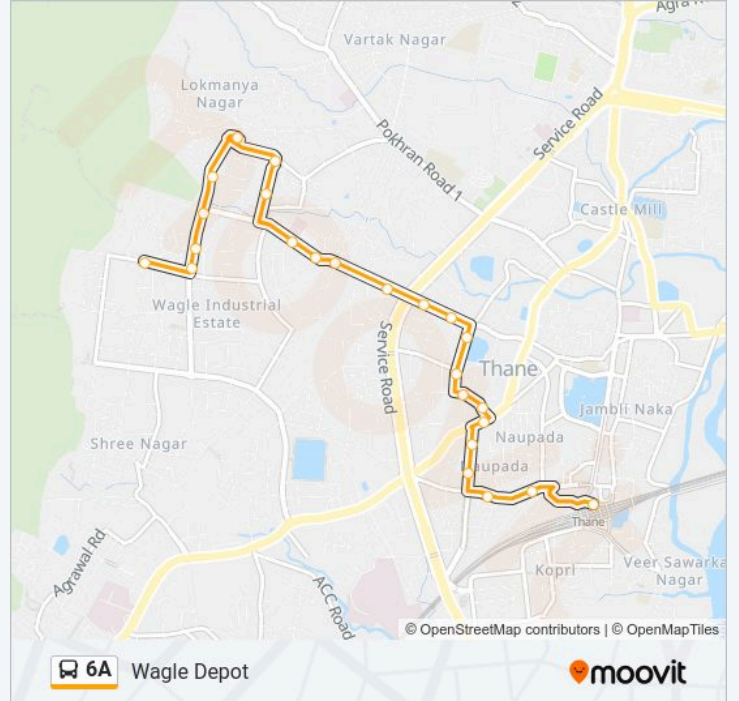 Agra R
Vartak Nagar
Lokmanya
Nagar
Service Road
Pokhran Road 1
Castle Mill
Wagle Industrial
Estate
Service Road
Thane
Jambli Naka
Naupada
Shree Nagar
Naupada
Thane
Kopri
Veer Sawarka
Nagar
Agrawal Rd
ACC Road
© OpenStreetMap contributors | © OpenMapTiles
6A Wagle Depot
moovit